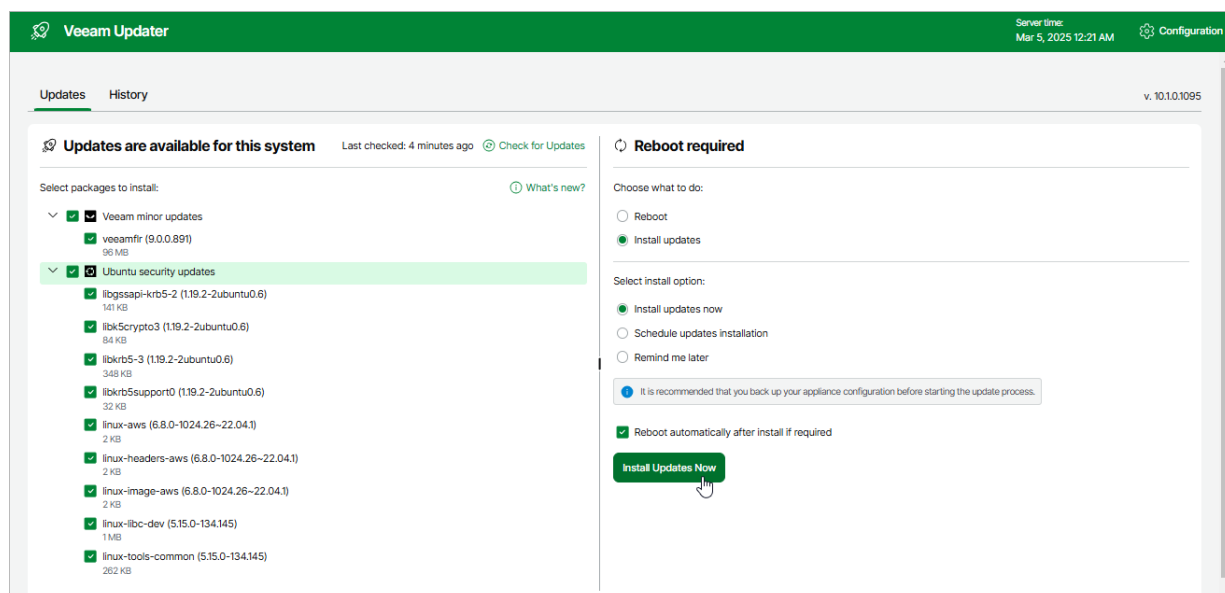 Veeam Updater
Server time:
Mar 5, 2025 12:21 AM
Configuration
Updates
History
v. 10.1.0.1095
Updates are available for this system
Last checked: 4 minutes ago
Check for Updates
Select packages to install:
What's new?
Veeam minor updates
veeamflr (9.0.0.891)
96 MB
Ubuntu security updates
libgssapi-krb5-2 (1.19.2-2ubuntu0.6)
141 KB
libk5crypto3 (1.19.2-2ubuntu0.6)
84 KB
libkrb5-3 (1.19.2-2ubuntu0.6)
348 KB
libkrb5support0 (1.19.2-2ubuntu0.6)
32 KB
linux-aws (6.8.0-1024.26~22.04.1)
2 KB
linux-headers-aws (6.8.0-1024.26~22.04.1)
2 KB
linux-image-aws (6.8.0-1024.26~22.04.1)
2 KB
linux-libc-dev (5.15.0-134.145)
1 MB
linux-tools-common (5.15.0-134.145)
262 KB
Reboot required
Choose what to do:
Reboot
Install updates
Select install option:
Install updates now
Schedule updates installation
Remind me later
It is recommended that you back up your appliance configuration before starting the update process.
Reboot automatically after install if required
Install Updates Now